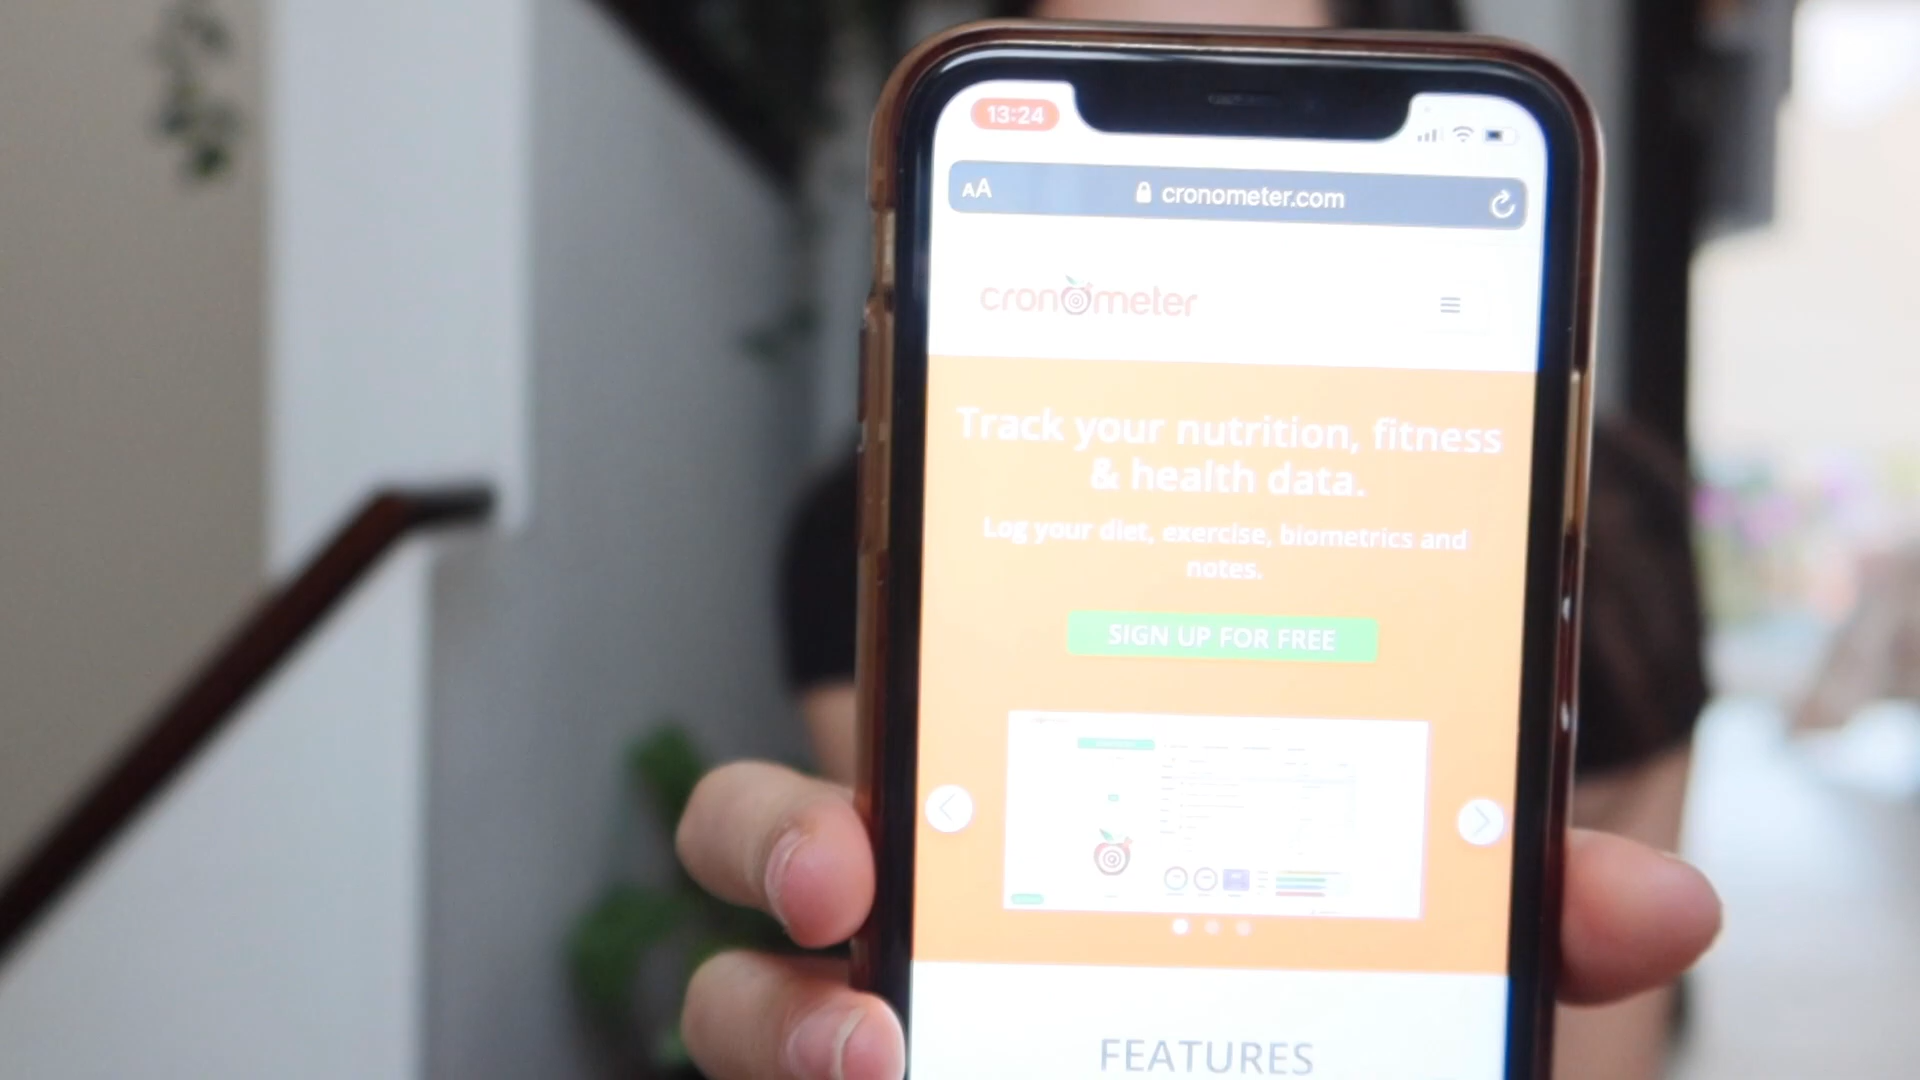 13:24
AA cronometer.com
cronometer
Track your nutrition, fitness
& health data.
Log your diet, exercise, biometrics and
notes.
SIGN UP FOR FREE
FEATURES